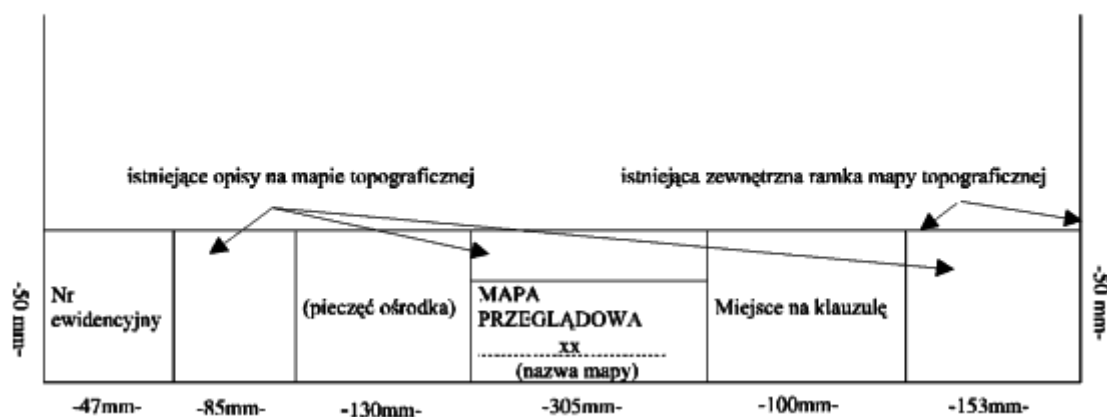 istniejące opisy na mapie topograficznej
istniejąca zewnętrzna ramka mapy topograficznej
-50 mm-
Nr
ewidencyjny
(pieczęć ośrodka)
MAPA
PRZEGLĄDOWA
xx
(nazwa mapy)
Miejsce na klauzulę
-50 mm-
-47mm-
-85mm-
-130mm-
-305mm-
-100mm-
-153mm-